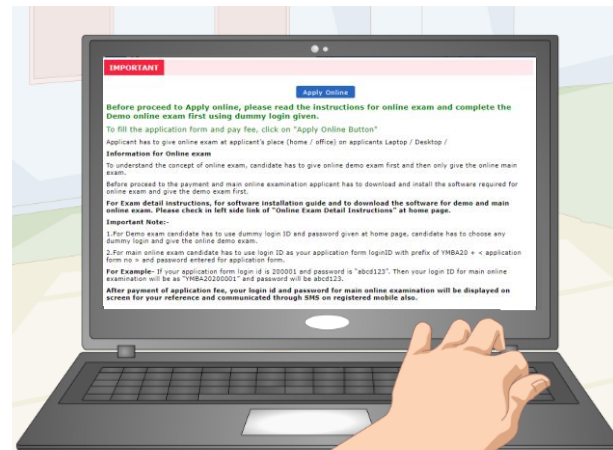 IMPORTANT
Apply Online
Before proceed to Apply online, please read the instructions for online exam and complete the
Demo online exam first using dummy login given.
To fill the application form and pay fee, click on "Apply Online Button"
Applicant has to give online exam at applicant's place (home / office) on applicants Laptop / Desktop /
Information for Online exam
To understand the concept of online exam, candidate has to give online demo exam first and then only give the online main
exam.
Before proceed to the payment and main online examination applicant has to download and install the software required for
online exam and give the demo exam first.
For Exam detail instructions, for software installation guide and to download the software for demo and main
online exam. Please check in left side link of "Online Exam Detail Instructions" at home page.
Important Note:-
1.For Demo exam candidate has to use dummy login ID and password given at home page, candidate has to choose any
dummy login and give the online demo exam.
2.For main online exam candidate has to use login ID as your application form loginID with prefix of YMBA20 + < application
form no > and password entered for application form.
For Example- If your application form login id is 200001 and password is "abcd123". Then your login ID for main online
examination will be as "YMBA20200001" and password will be abcd123.
After payment of application fee, your login id and password for main online examination will be displayed on
screen for your reference and communicated through SMS on registered mobile also.